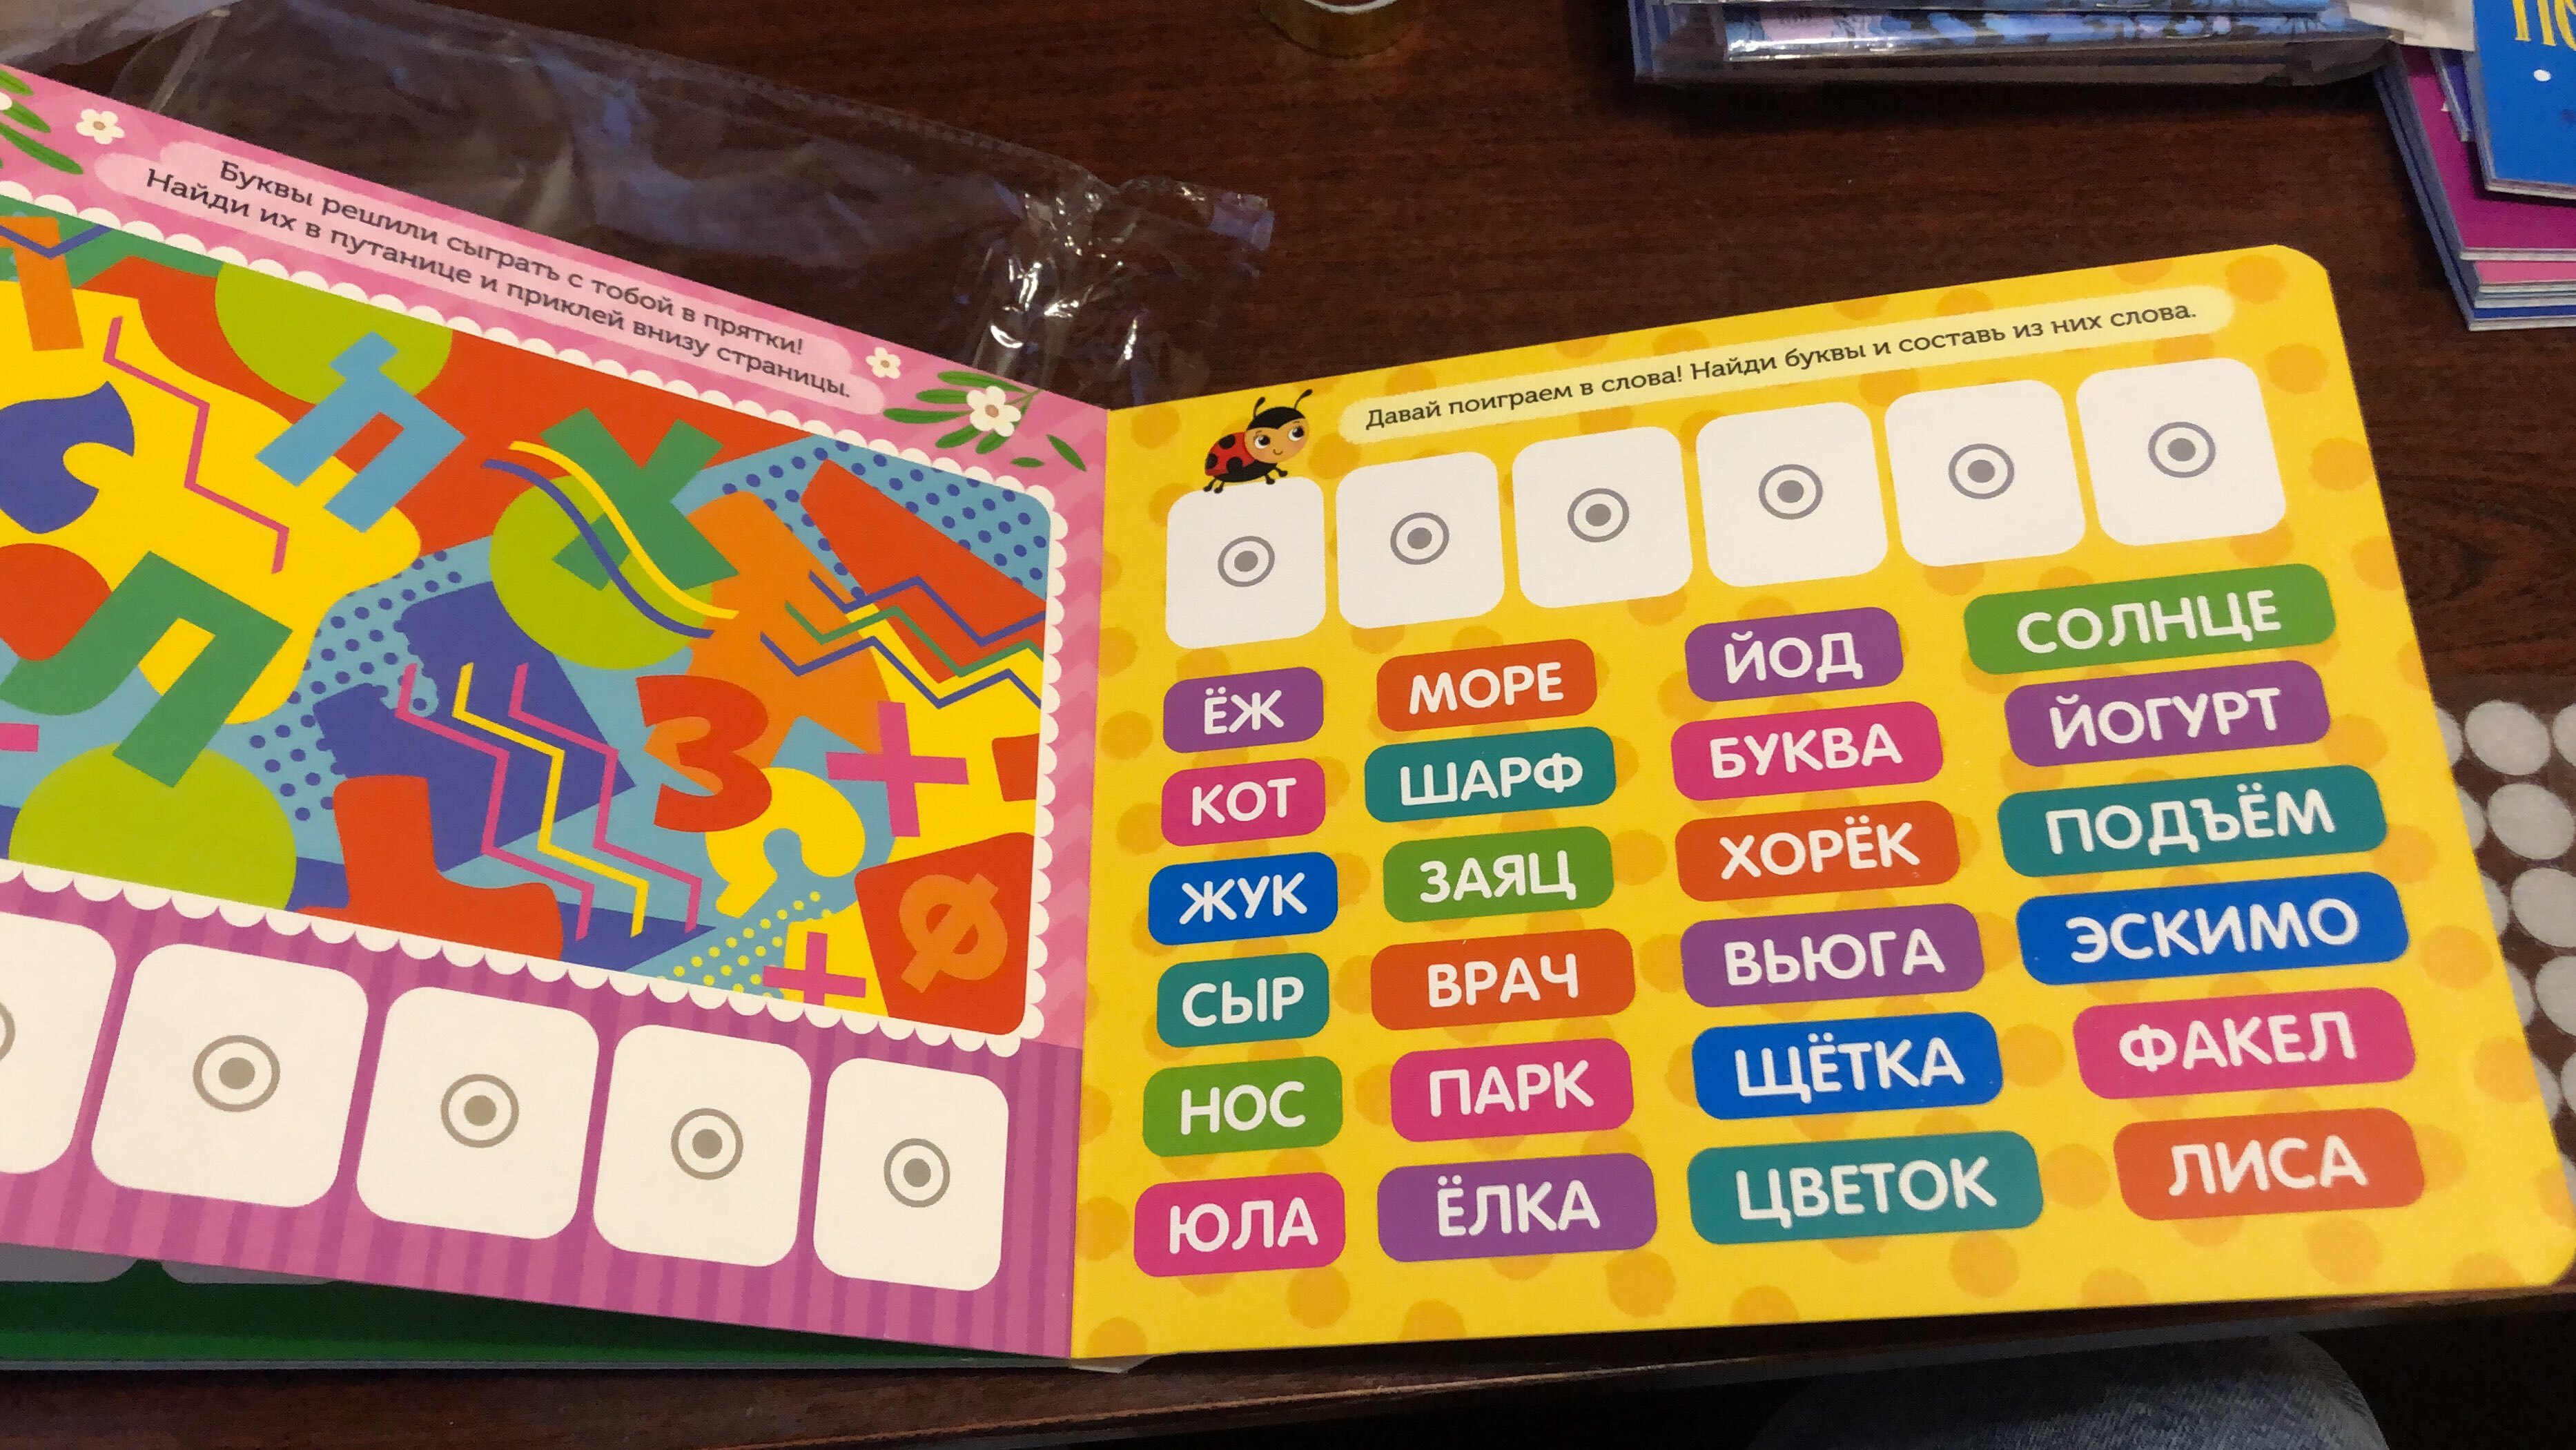 Буквы решили сыграть с тобой в прятки!
Найди их в путанице и приклей внизу страницы.
П
Х
Л
З
Ф
Давай поиграем в слова! Найди буквы и составь из них слова.
ЁЖ
КОТ
ЖУК
СЫР
НОС
ЮЛА
МОРЕ
ШАРФ
ЗАЯЦ
ВРАЧ
ПАРК
ЁЛКА
ЙОД
БУКВА
ХОРЁК
ВЬЮГА
ЩЁТКА
ЦВЕТОК
СОЛНЦЕ
ЙОГУРТ
ПОДЪЁМ
ЭСКИМО
ФАКЕЛ
ЛИСА